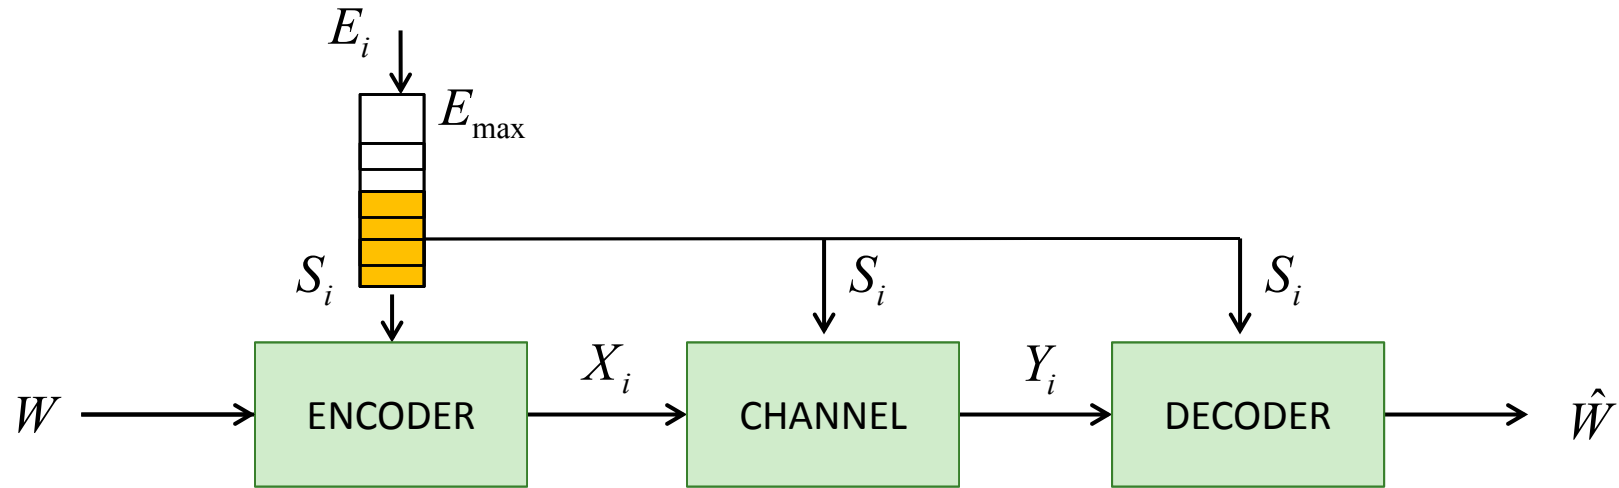 E_i
E_max
S_i
S_i
S_i
X_i
Y_i
W
ENCODER
CHANNEL
DECODER
Ŵ